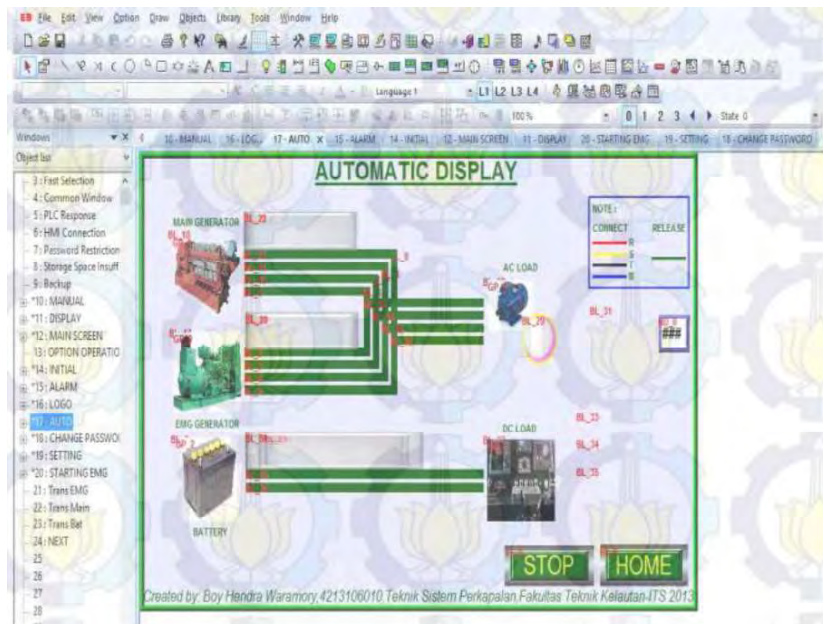 File Edit View Option Draw Objects Library Tools Window Help
Language 1
L1 L2 L3 L4
100 %
0 1 2 3
State 0
Windows
10 - MANUAL
16 - LOG...
17 - AUTO
15 - ALARM
14 - INITIAL
12 - MAIN SCREEN
11 - DISPLAY
20 - STARTING EMG
19 - SETTING
18 - CHANGE PASSWORD
Object list
3 : Fast Selection
4 : Common Window
5 : PLC Response
6 : HMI Connection
7 : Password Restriction
8 : Storage Space Insuff
9 : Backup
*10 : MANUAL
*11 : DISPLAY
*12 : MAIN SCREEN
13 : OPTION OPERATIO
*14 : INITIAL
*15 : ALARM
*16 : LOGO
*17 : AUTO
*18 : CHANGE PASSWO
*19 : SETTING
*20 : STARTING EMG
21 : Trans EMG
22 : Trans Main
23 : Trans Bat
24 : NEXT
25
26
27
28
AUTOMATIC DISPLAY
MAIN GENERATOR
NOTE :
CONNECT
RELEASE
R
S
T
AC LOAD
BL_31
BL_29
###
EMG GENERATOR
DC LOAD
BL_33
BL_34
BL_35
BATTERY
STOP
HOME
Created by: Boy Hendra Waramory,4213106010.Teknik Sistem Perkapalan,Fakultas Teknik Kelautan-ITS 2013